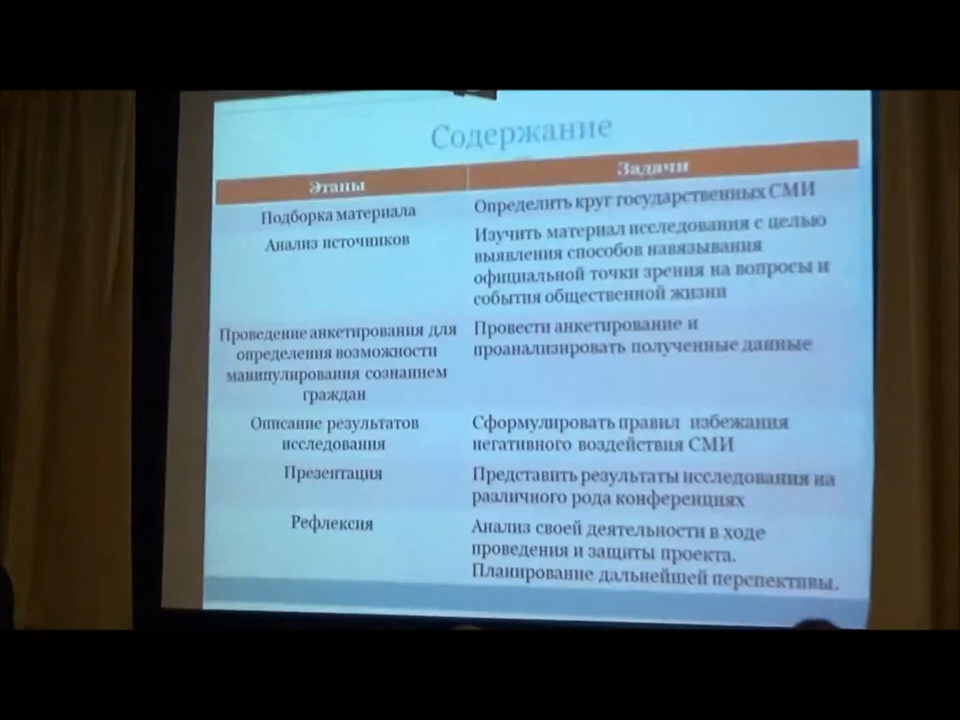 Содержание
Этапы
Задачи
Подборка материала
Определить круг государственных СМИ
Анализ источников
Изучить материал исследования с целью
выявления способов навязывания
официальной точки зрения на вопросы и
события общественной жизни
Проведение анкетирования для
определения возможности
манипулирования сознанием
граждан
Провести анкетирование и
проанализировать полученные данные
Описание результатов
исследования
Сформулировать правил избежания
негативного воздействия СМИ
Презентация
Представить результаты исследования на
различного рода конференциях
Рефлексия
Анализ своей деятельности в ходе
проведения и защиты проекта.
Планирование дальнейшей перспективы.